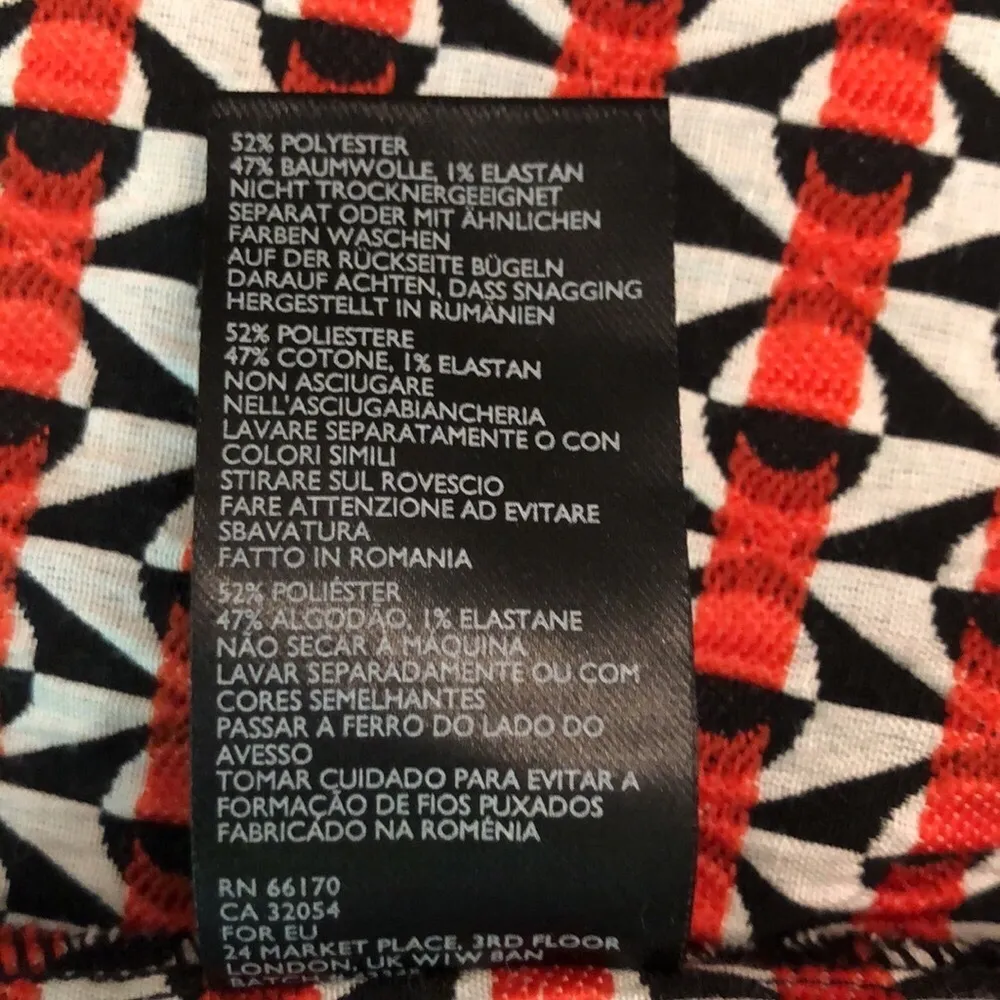 52% POLYESTER
47% BAUMWOLLE, 1% ELASTAN
NICHT TROCKNERGEEIGNET
SEPARAT ODER MIT ÄHNLICHEN
FARBEN WASCHEN
AUF DER RÜCKSEITE BÜGELN
DARAUF ACHTEN, DASS SNAGGING
HERGESTELLT IN RUMÄNIEN
52% POLIESTERE
47% COTONE, 1% ELASTAN
NON ASCIUGARE
NELL'ASCIUGABIANCHERIA
LAVARE SEPARATAMENTE O CON
COLORI SIMILI
STIRARE SUL ROVESCIO
FARE ATTENZIONE AD EVITARE
SBAVATURA
FATTO IN ROMANIA
52% POLIÉSTER
47% ALGODÃO, 1% ELASTANE
NÃO SECAR À MÁQUINA
LAVAR SEPARADAMENTE OU COM
CORES SEMELHANTES
PASSAR A FERRO DO LADO DO
AVESSO
TOMAR CUIDADO PARA EVITAR A
FORMAÇÃO DE FIOS PUXADOS
FABRICADO NA ROMÉNIA
RN 66170
CA 32054
FOR EU
24 MARKET PLACE, 3RD FLOOR
LONDON, UK W1W 8AN